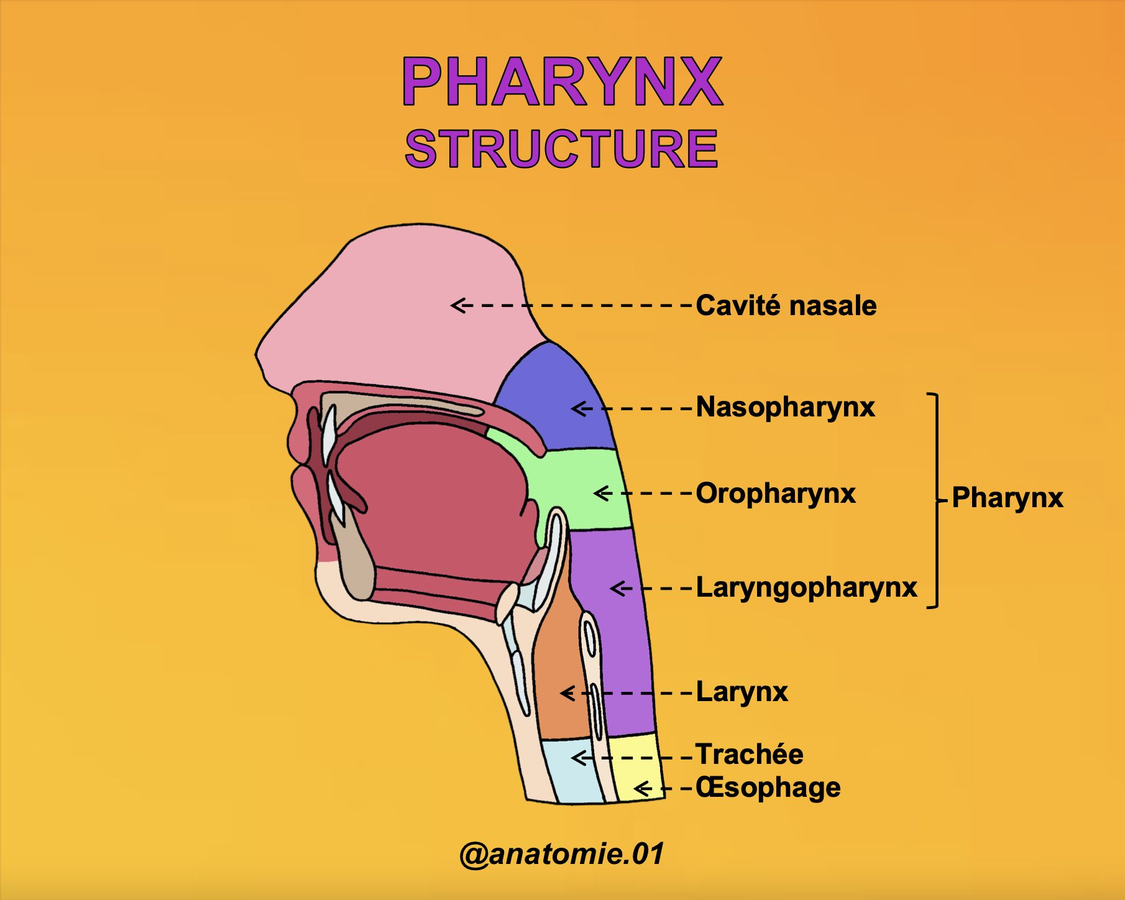 PHARYNX
STRUCTURE
Cavité nasale
Nasopharynx
Oropharynx
Pharynx
Laryngopharynx
Larynx
Trachée
Œsophage
@anatomie.01